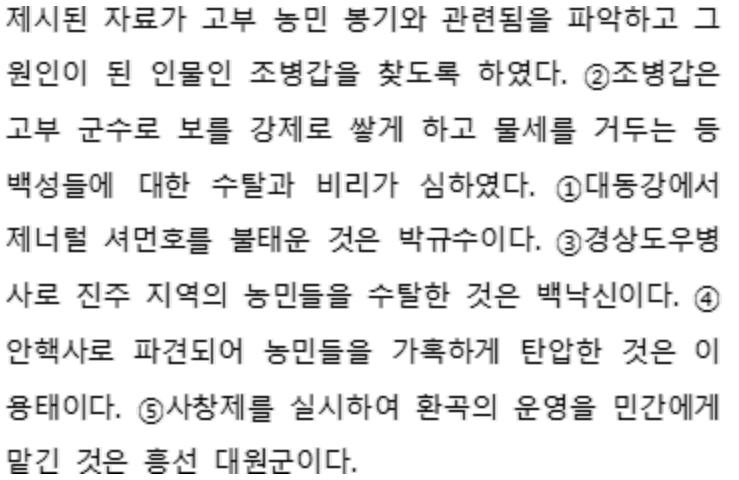 제시된 자료가 고부 농민 봉기와 관련됨을 파악하고 그
원인이 된 인물인 조병갑을 찾도록 하였다. ②조병갑은
고부 군수로 보를 강제로 쌓게 하고 물세를 거두는 등
백성들에 대한 수탈과 비리가 심하였다. ①대동강에서
제너럴 셔먼호를 불태운 것은 박규수이다. ③경상도우병
사로 진주 지역의 농민들을 수탈한 것은 백낙신이다. ④
안핵사로 파견되어 농민들을 가혹하게 탄압한 것은 이
용태이다. ⑤사창제를 실시하여 환곡의 운영을 민간에게
맡긴 것은 흥선 대원군이다.